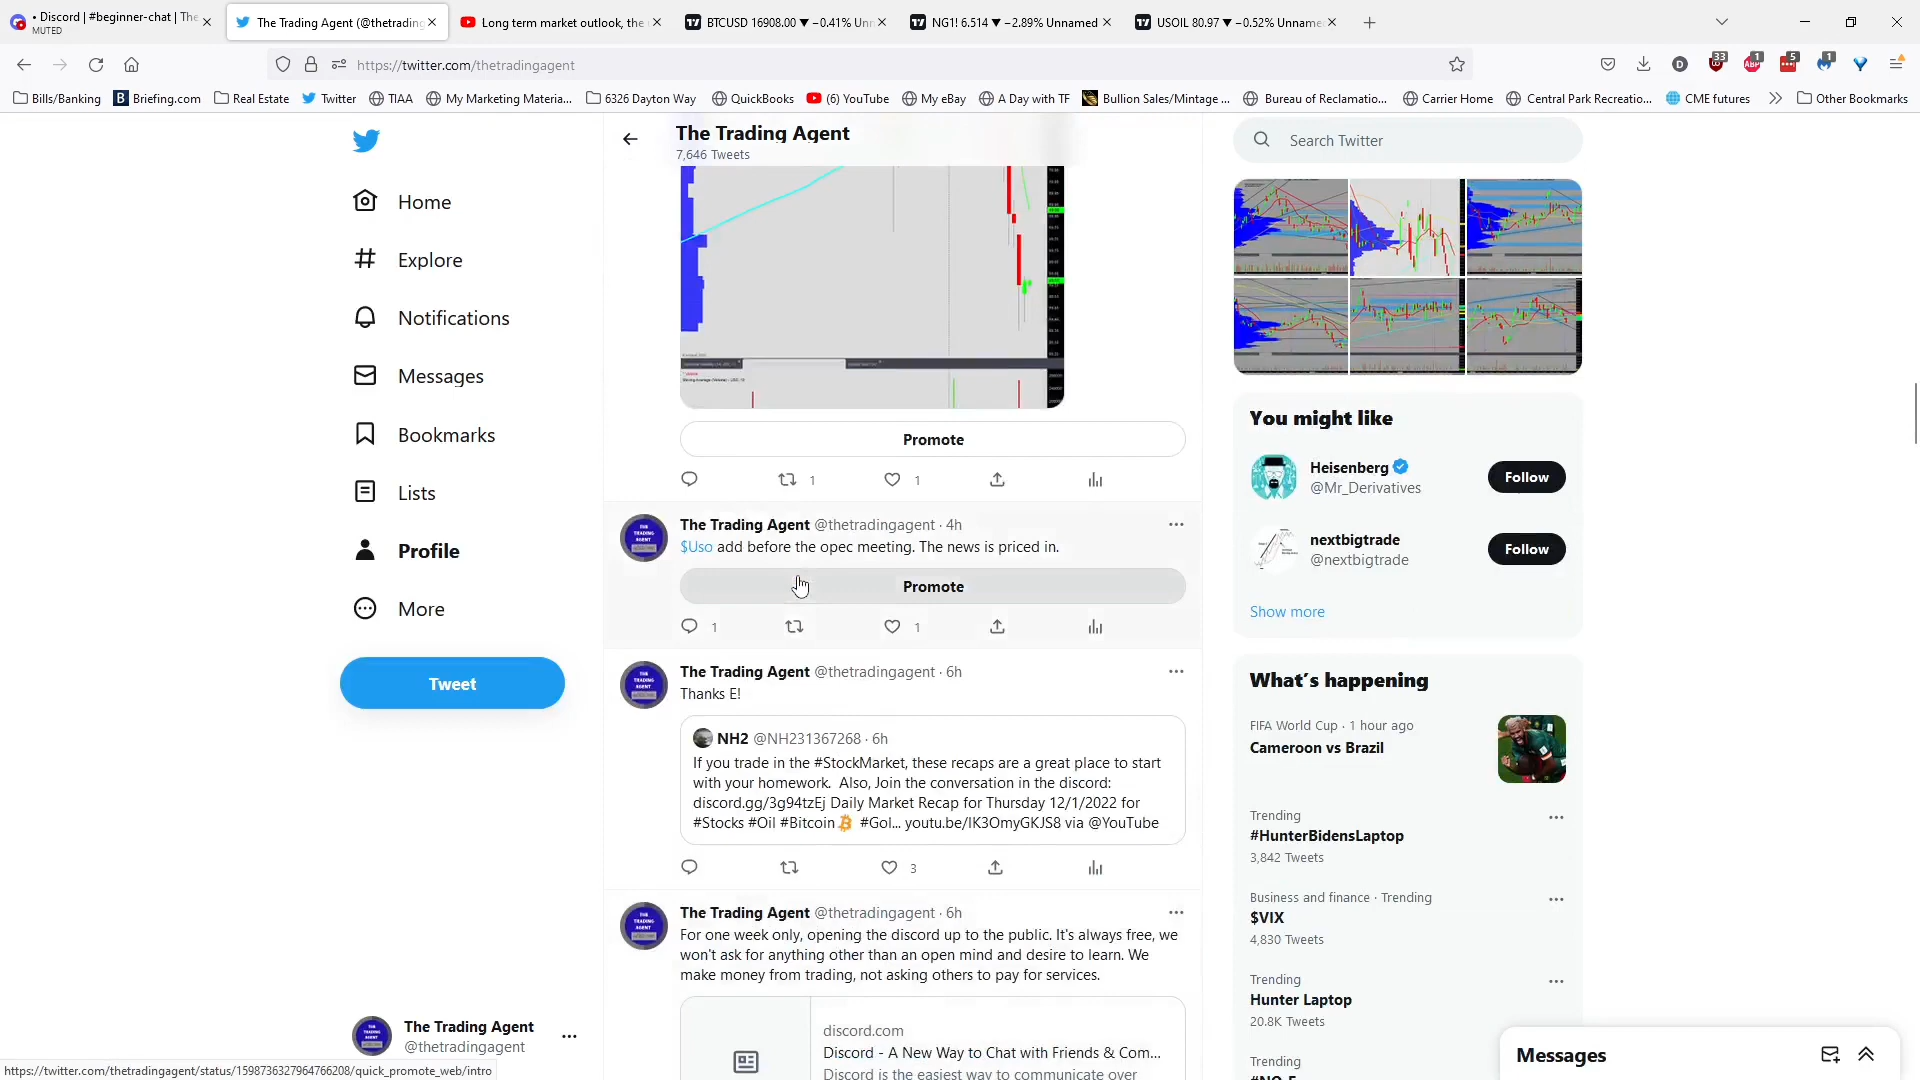 • Discord | #beginner-chat | The
MUTED
The Trading Agent (@thetrading
Long term market outlook, the
BTCUSD 16908.00 ▼ −0.41% Un
NG1! 6.514 ▼ −2.89% Unnamed
USOIL 80.97 ▼ −0.52% Unname
https://twitter.com/thetradingagent
33
1
5
1
Bills/Banking
Briefing.com
Real Estate
Twitter
TIAA
My Marketing Materia...
6326 Dayton Way
QuickBooks
(6) YouTube
My eBay
A Day with TF
Bullion Sales/Mintage ...
Bureau of Reclamatio...
Carrier Home
Central Park Recreatio...
CME futures
Other Bookmarks
Home
Explore
Notifications
Messages
Bookmarks
Lists
Profile
More
Tweet
The Trading Agent
@thetradingagent
The Trading Agent
7,646 Tweets
Promote
1
1
The Trading Agent @thetradingagent · 4h
$Uso add before the opec meeting. The news is priced in.
Promote
1
1
The Trading Agent @thetradingagent · 6h
Thanks E!
NH2 @NH231367268 · 6h
If you trade in the #StockMarket, these recaps are a great place to start
with your homework. Also, Join the conversation in the discord:
discord.gg/3g94tzEj Daily Market Recap for Thursday 12/1/2022 for
#Stocks #Oil #Bitcoin #Gol... youtu.be/IK3OmyGKJS8 via @YouTube
3
The Trading Agent @thetradingagent · 6h
For one week only, opening the discord up to the public. It's always free, we
won't ask for anything other than an open mind and desire to learn. We
make money from trading, not asking others to pay for services.
discord.com
Discord - A New Way to Chat with Friends & Com...
Discord is the easiest way to communicate over
Search Twitter
You might like
Heisenberg
@Mr_Derivatives
Follow
nextbigtrade
@nextbigtrade
Follow
Show more
What's happening
FIFA World Cup · 1 hour ago
Cameroon vs Brazil
Trending
#HunterBidensLaptop
3,842 Tweets
Business and finance · Trending
$VIX
4,830 Tweets
Trending
Hunter Laptop
20.8K Tweets
Trending
Messages
https://twitter.com/thetradingagent/status/1598736327964766208/quick_promote_web/intro